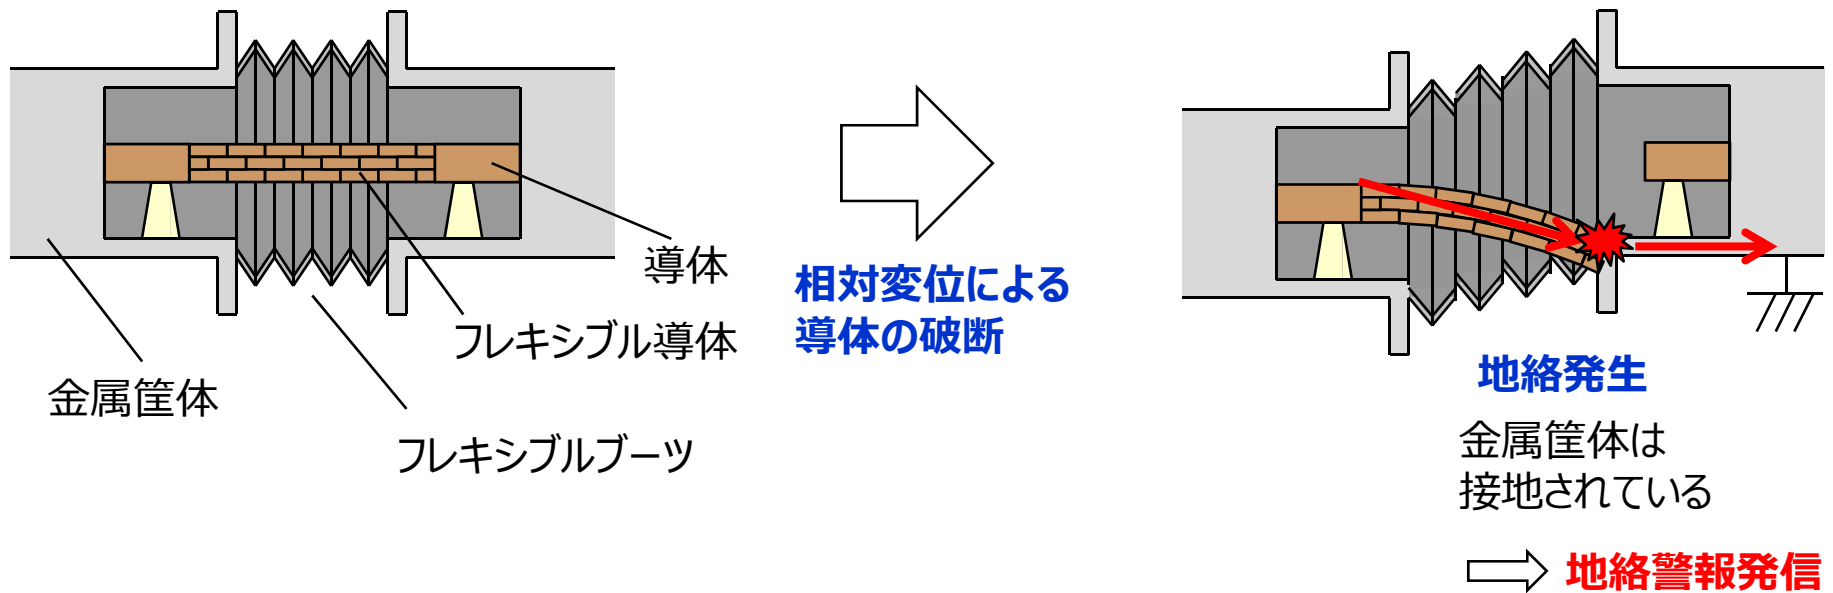 導体
フレキシブル導体
金属筐体
フレキシブルブーツ
相対変位による
導体の破断
地絡発生
金属筐体は
接地されている
地絡警報発信